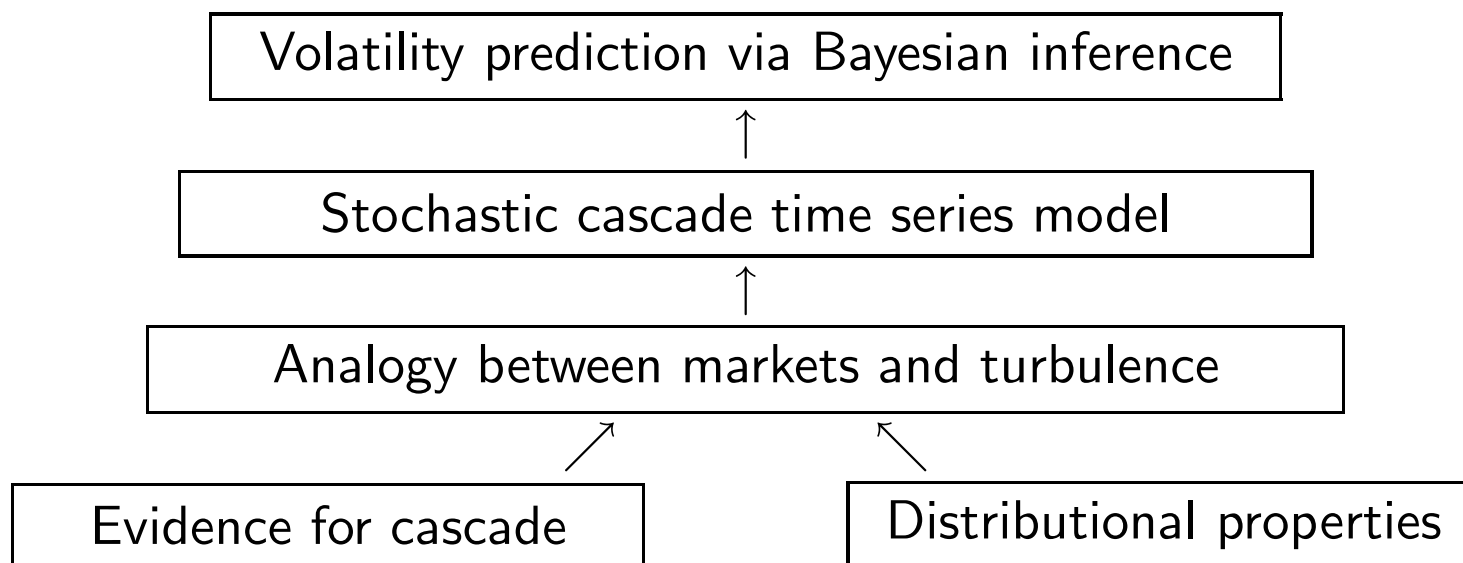 Volatility prediction via Bayesian inference
Stochastic cascade time series model
Analogy between markets and turbulence
Evidence for cascade
Distributional properties